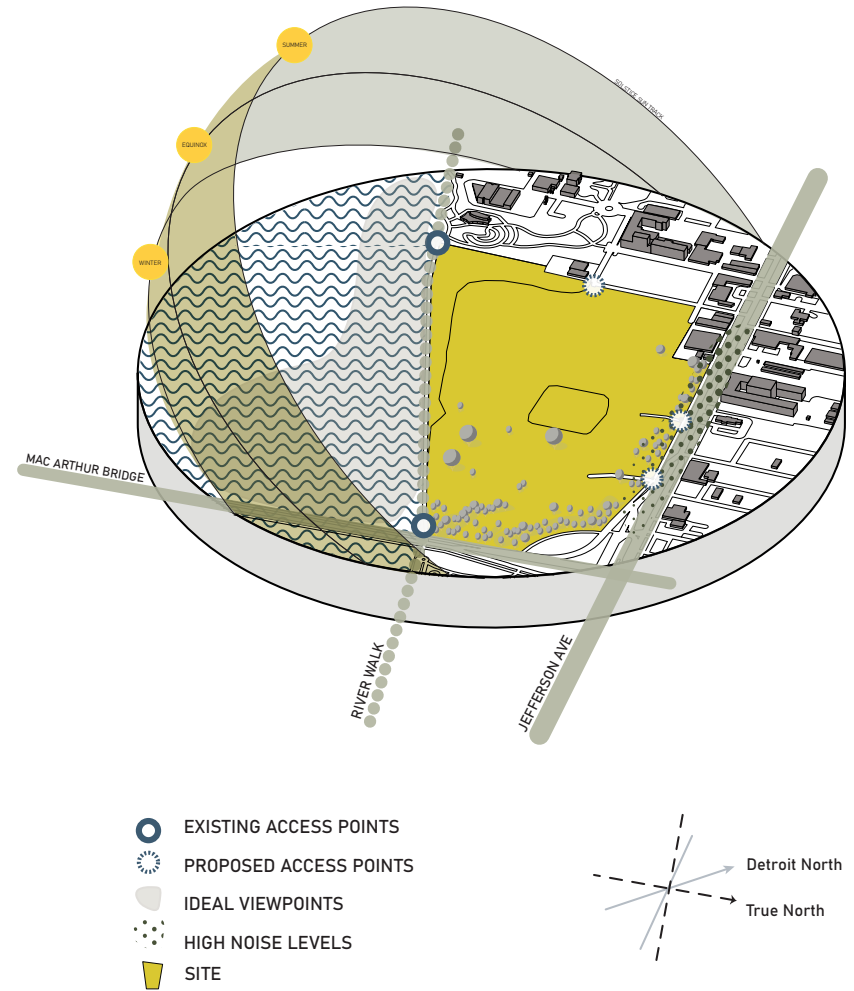 SUMMER
SOLSTICE SUN TRACK
EQUINOX
WINTER
MAC ARTHUR BRIDGE
RIVER WALK
JEFFERSON AVE
EXISTING ACCESS POINTS
PROPOSED ACCESS POINTS
IDEAL VIEWPOINTS
HIGH NOISE LEVELS
SITE
Detroit North
True North